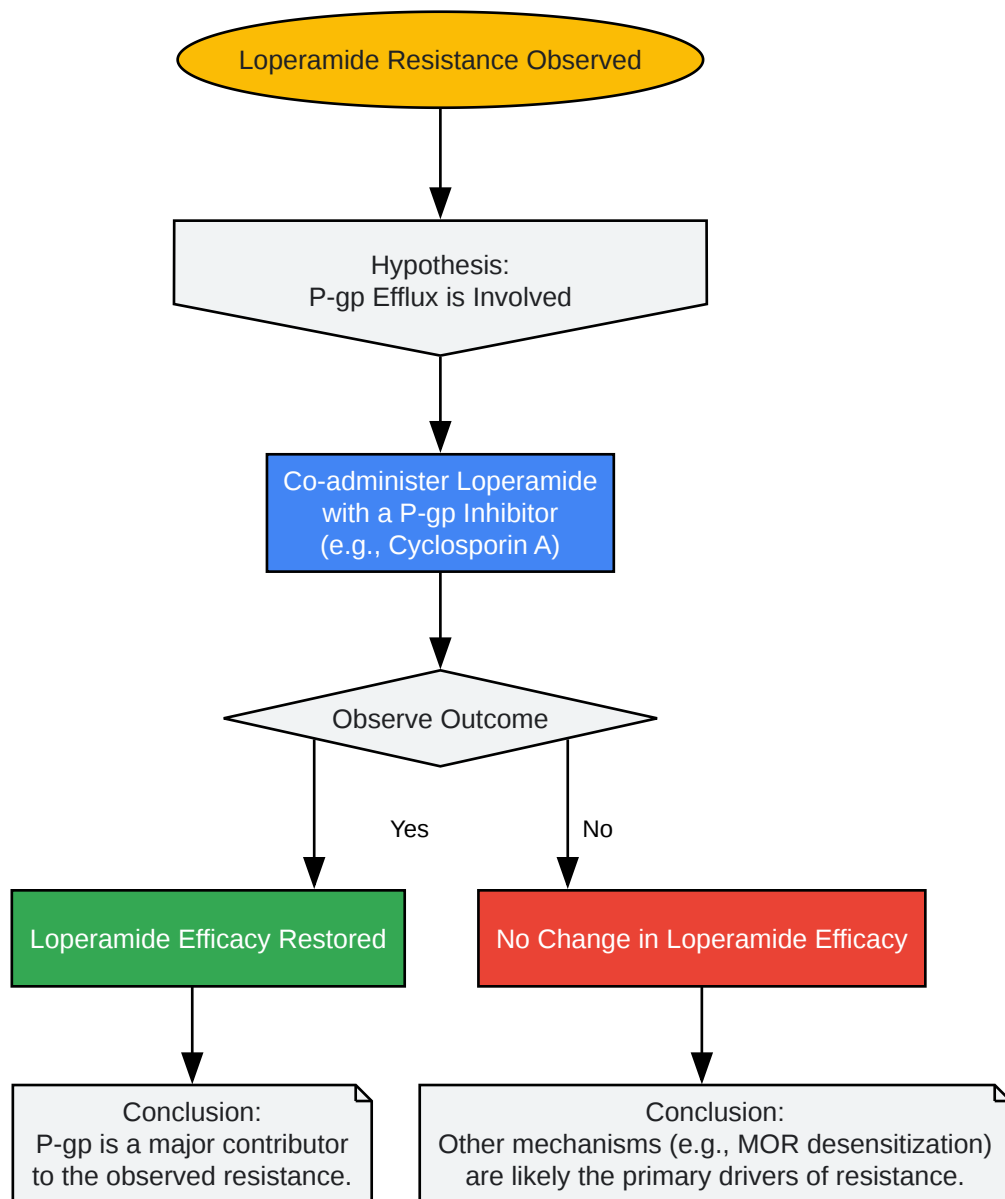 Loperamide Resistance Observed
Hypothesis:
P-gp Efflux is Involved
Co-administer Loperamide
with a P-gp Inhibitor
(e.g., Cyclosporin A)
Observe Outcome
Yes
No
Loperamide Efficacy Restored
No Change in Loperamide Efficacy
Conclusion:
P-gp is a major contributor
to the observed resistance.
Conclusion:
Other mechanisms (e.g., MOR desensitization)
are likely the primary drivers of resistance.